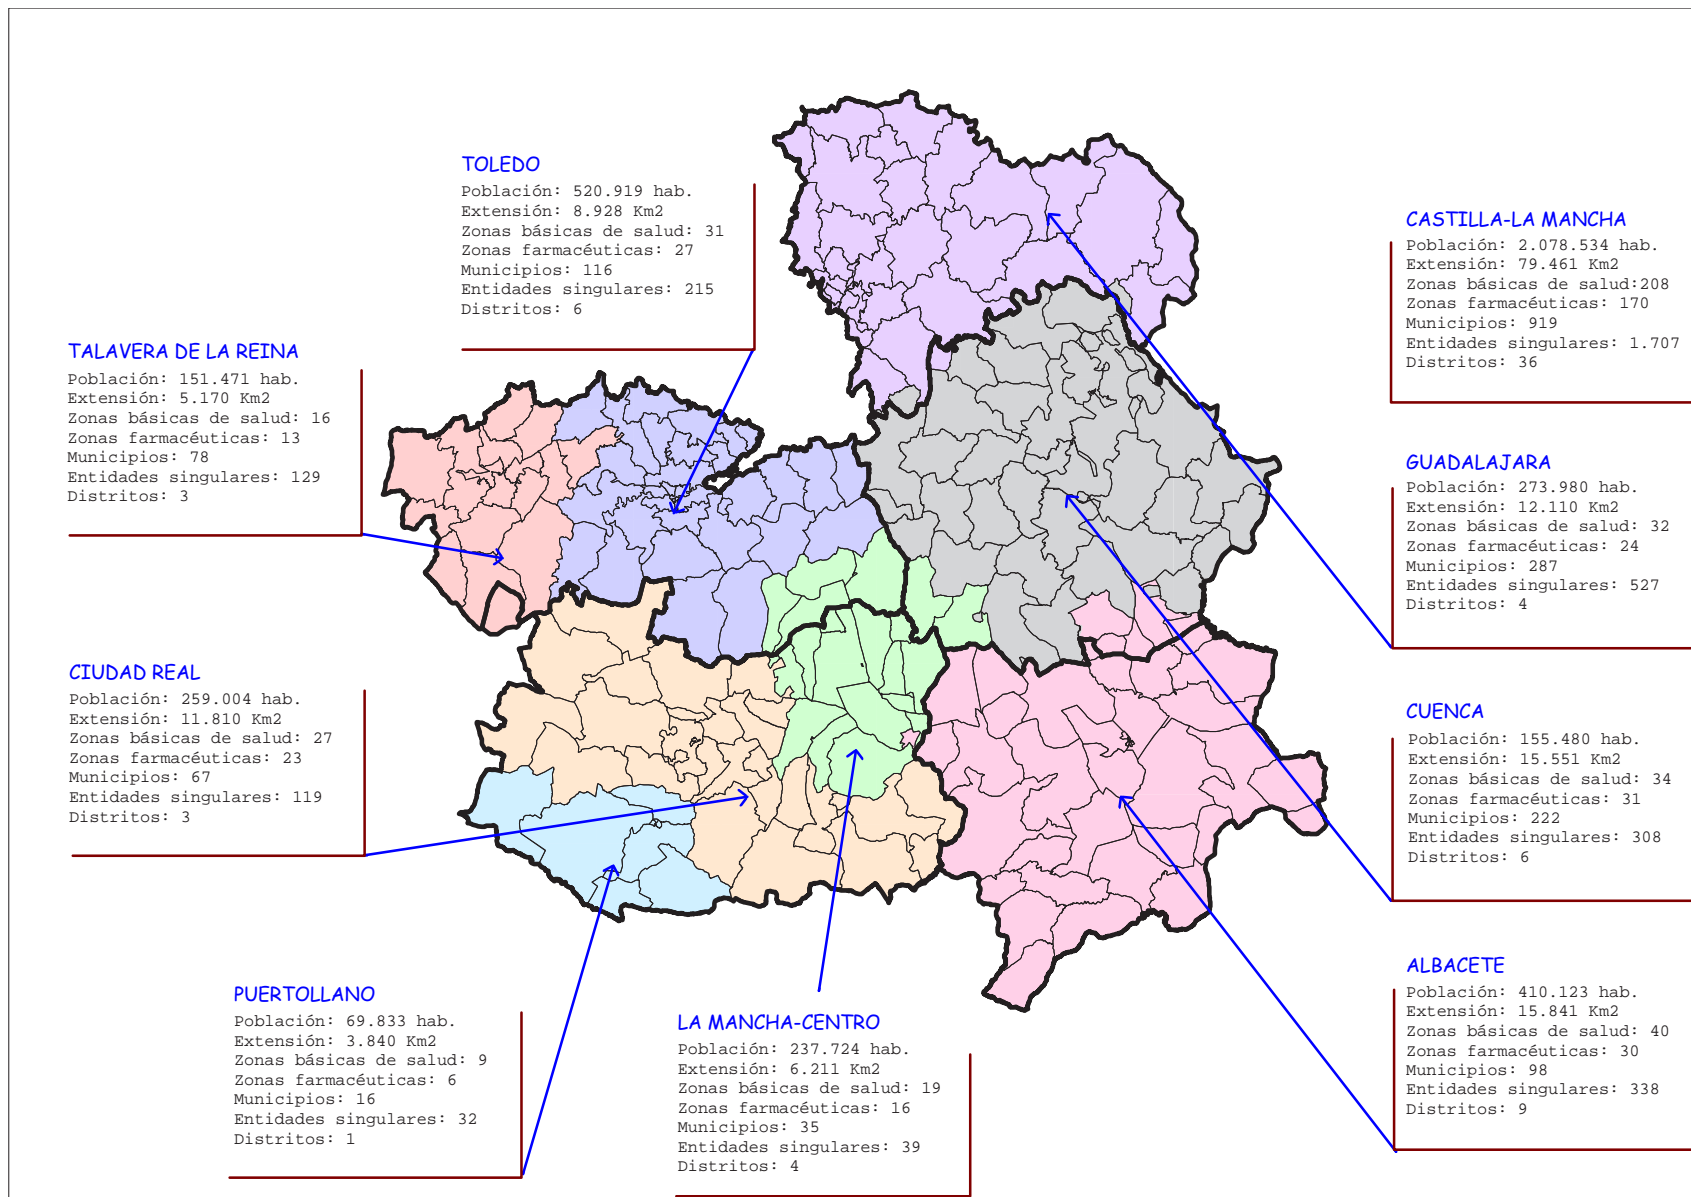 TOLEDO
Población: 520.919 hab.
Extensión: 8.928 Km2
Zonas básicas de salud: 31
Zonas farmacéuticas: 27
Municipios: 116
Entidades singulares: 215
Distritos: 6
CASTILLA-LA MANCHA
Población: 2.078.534 hab.
Extensión: 79.461 Km2
Zonas básicas de salud:208
Zonas farmacéuticas: 170
Municipios: 919
Entidades singulares: 1.707
Distritos: 36
TALAVERA DE LA REINA
Población: 151.471 hab.
Extensión: 5.170 Km2
Zonas básicas de salud: 16
Zonas farmacéuticas: 13
Municipios: 78
Entidades singulares: 129
Distritos: 3
GUADALAJARA
Población: 273.980 hab.
Extensión: 12.110 Km2
Zonas básicas de salud: 32
Zonas farmacéuticas: 24
Municipios: 287
Entidades singulares: 527
Distritos: 4
CIUDAD REAL
Población: 259.004 hab.
Extensión: 11.810 Km2
Zonas básicas de salud: 27
Zonas farmacéuticas: 23
Municipios: 67
Entidades singulares: 119
Distritos: 3
CUENCA
Población: 155.480 hab.
Extensión: 15.551 Km2
Zonas básicas de salud: 34
Zonas farmacéuticas: 31
Municipios: 222
Entidades singulares: 308
Distritos: 6
PUERTOLLANO
Población: 69.833 hab.
Extensión: 3.840 Km2
Zonas básicas de salud: 9
Zonas farmacéuticas: 6
Municipios: 16
Entidades singulares: 32
Distritos: 1
LA MANCHA-CENTRO
Población: 237.724 hab.
Extensión: 6.211 Km2
Zonas básicas de salud: 19
Zonas farmacéuticas: 16
Municipios: 35
Entidades singulares: 39
Distritos: 4
ALBACETE
Población: 410.123 hab.
Extensión: 15.841 Km2
Zonas básicas de salud: 40
Zonas farmacéuticas: 30
Municipios: 98
Entidades singulares: 338
Distritos: 9